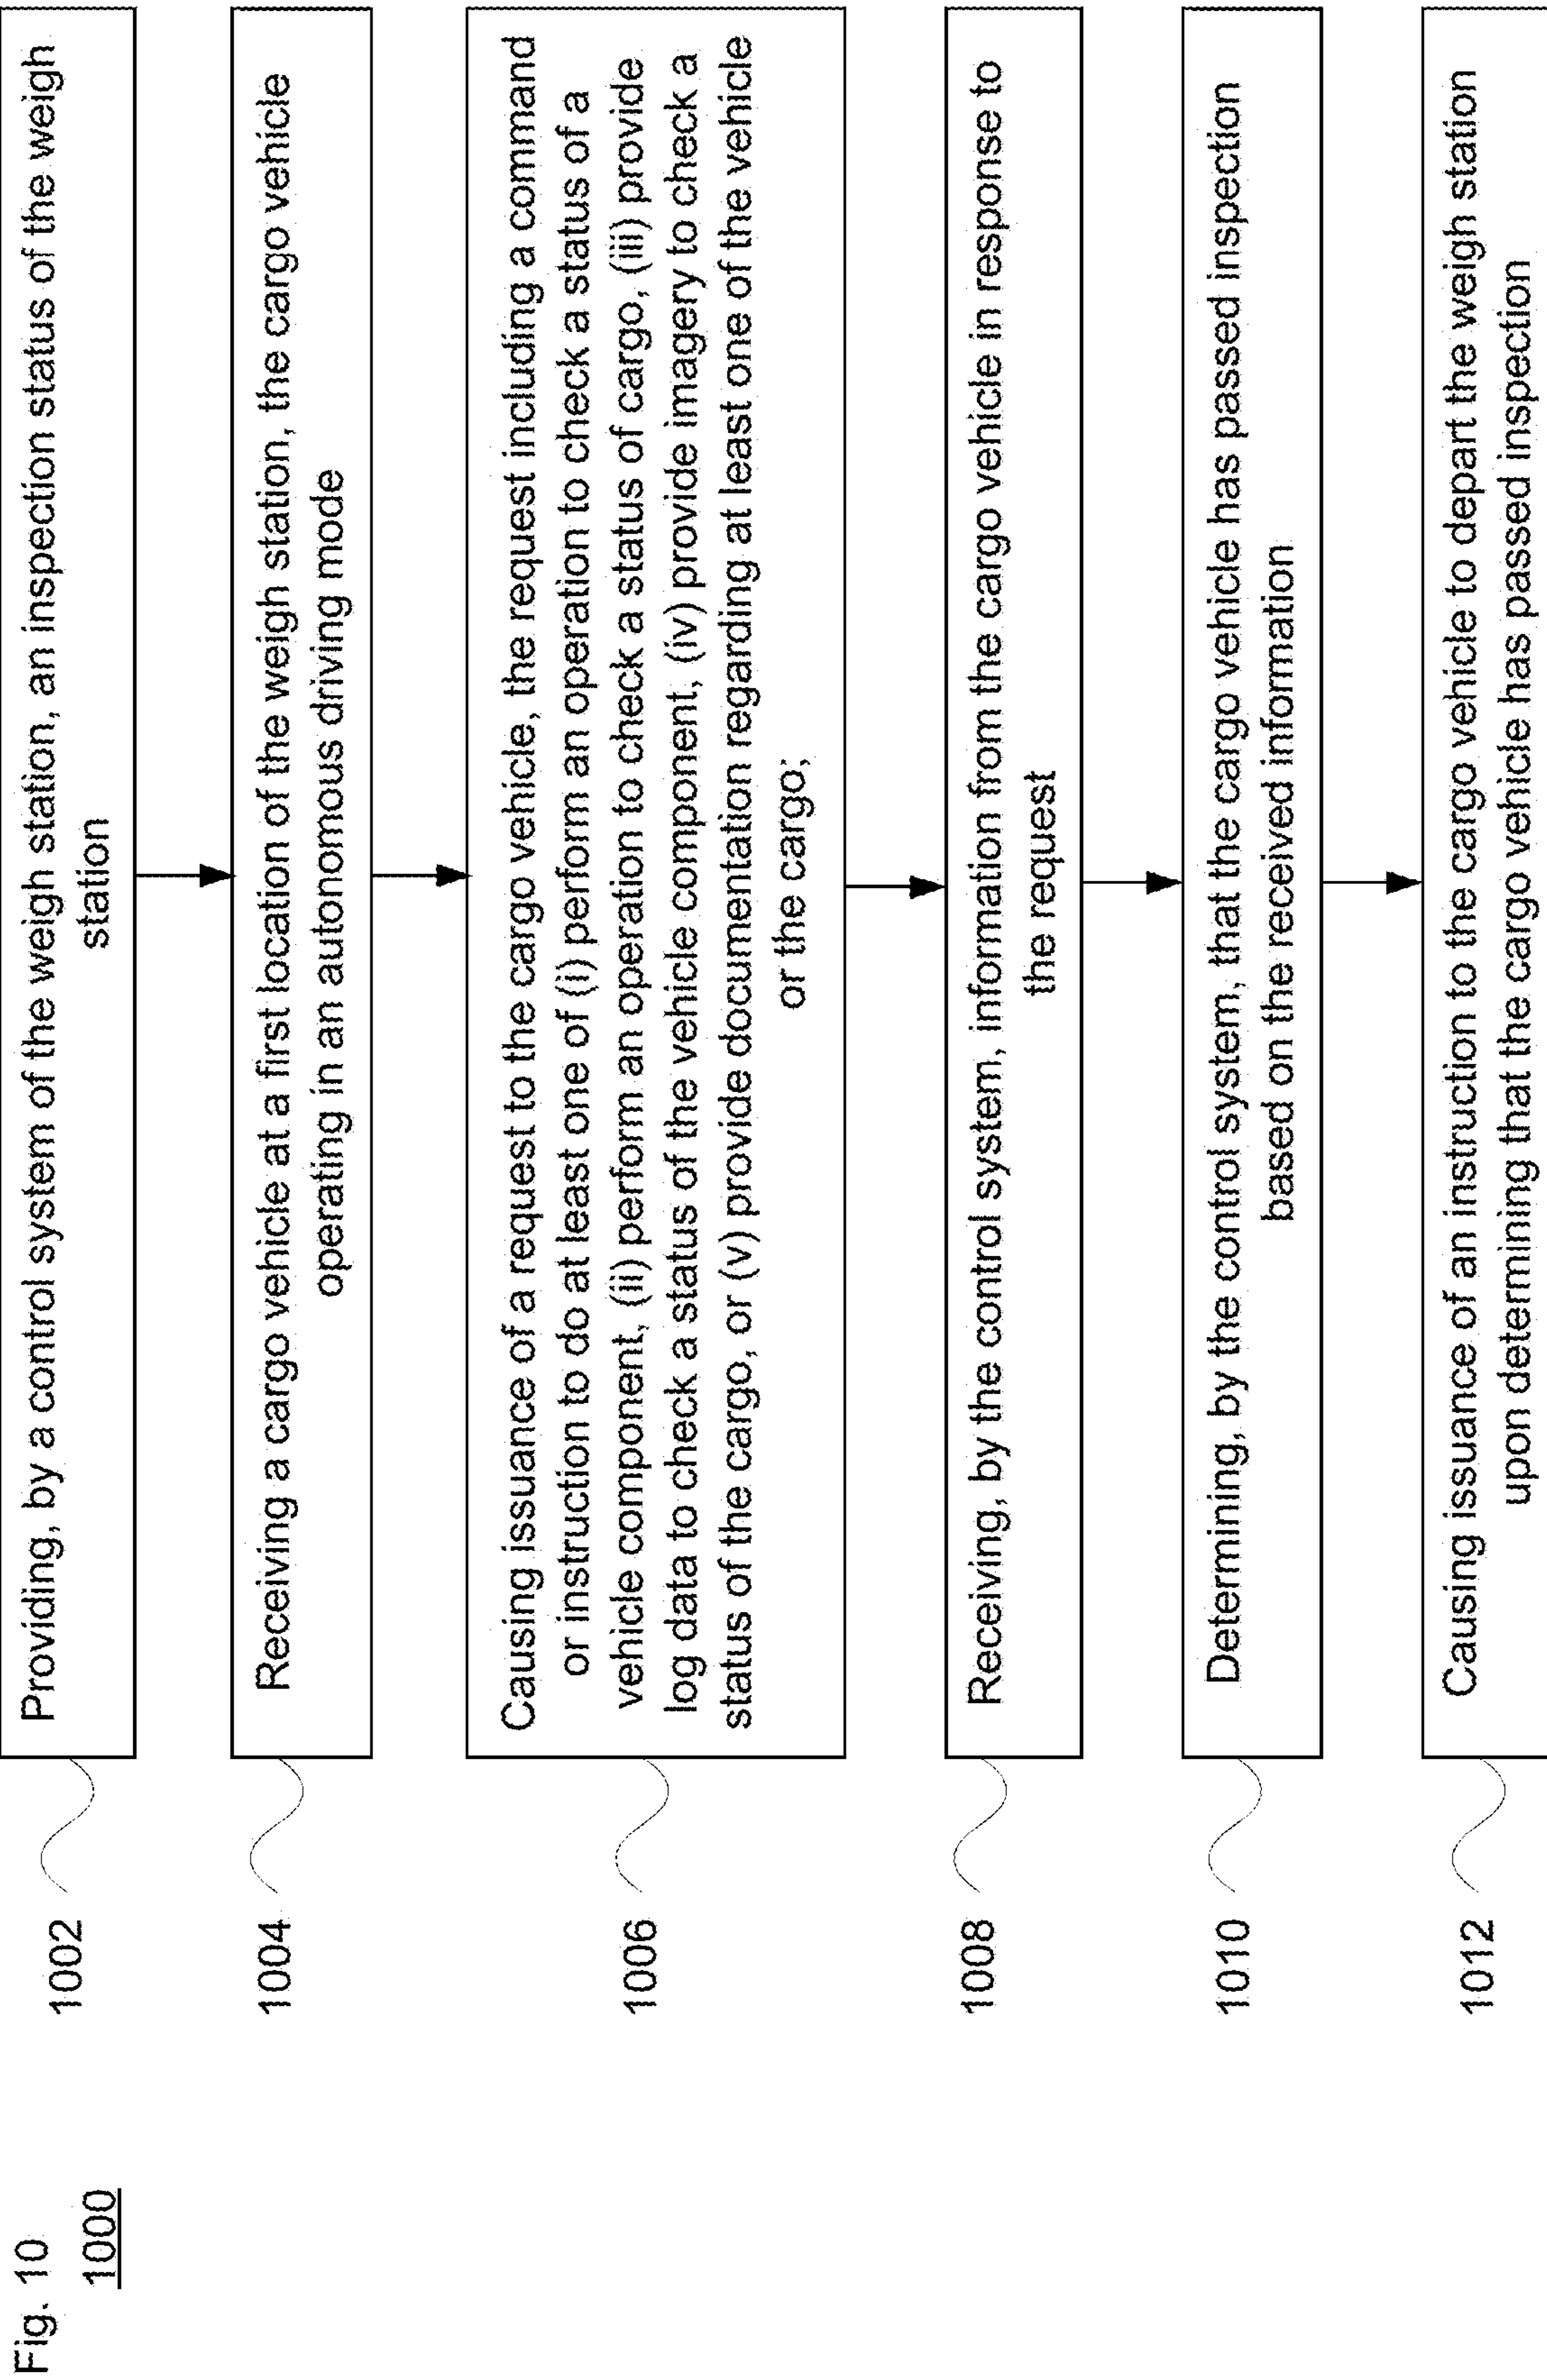 Fig. 10
1000
1002
Providing, by a control system of the weigh station, an inspection status of the weigh
station
1004
Receiving a cargo vehicle at a first location of the weigh station, the cargo vehicle
operating in an autonomous driving mode
1006
Causing issuance of a request to the cargo vehicle, the request including a command
or instruction to do at least one of (i) perform an operation to check a status of a
vehicle component, (ii) perform an operation to check a status of cargo, (iii) provide
log data to check a status of the vehicle component, (iv) provide imagery to check a
status of the cargo, or (v) provide documentation regarding at least one of the vehicle
or the cargo;
1008
Receiving, by the control system, information from the cargo vehicle in response to
the request
1010
Determining, by the control system, that the cargo vehicle has passed inspection
based on the received information
1012
Causing issuance of an instruction to the cargo vehicle to depart the weigh station
upon determining that the cargo vehicle has passed inspection